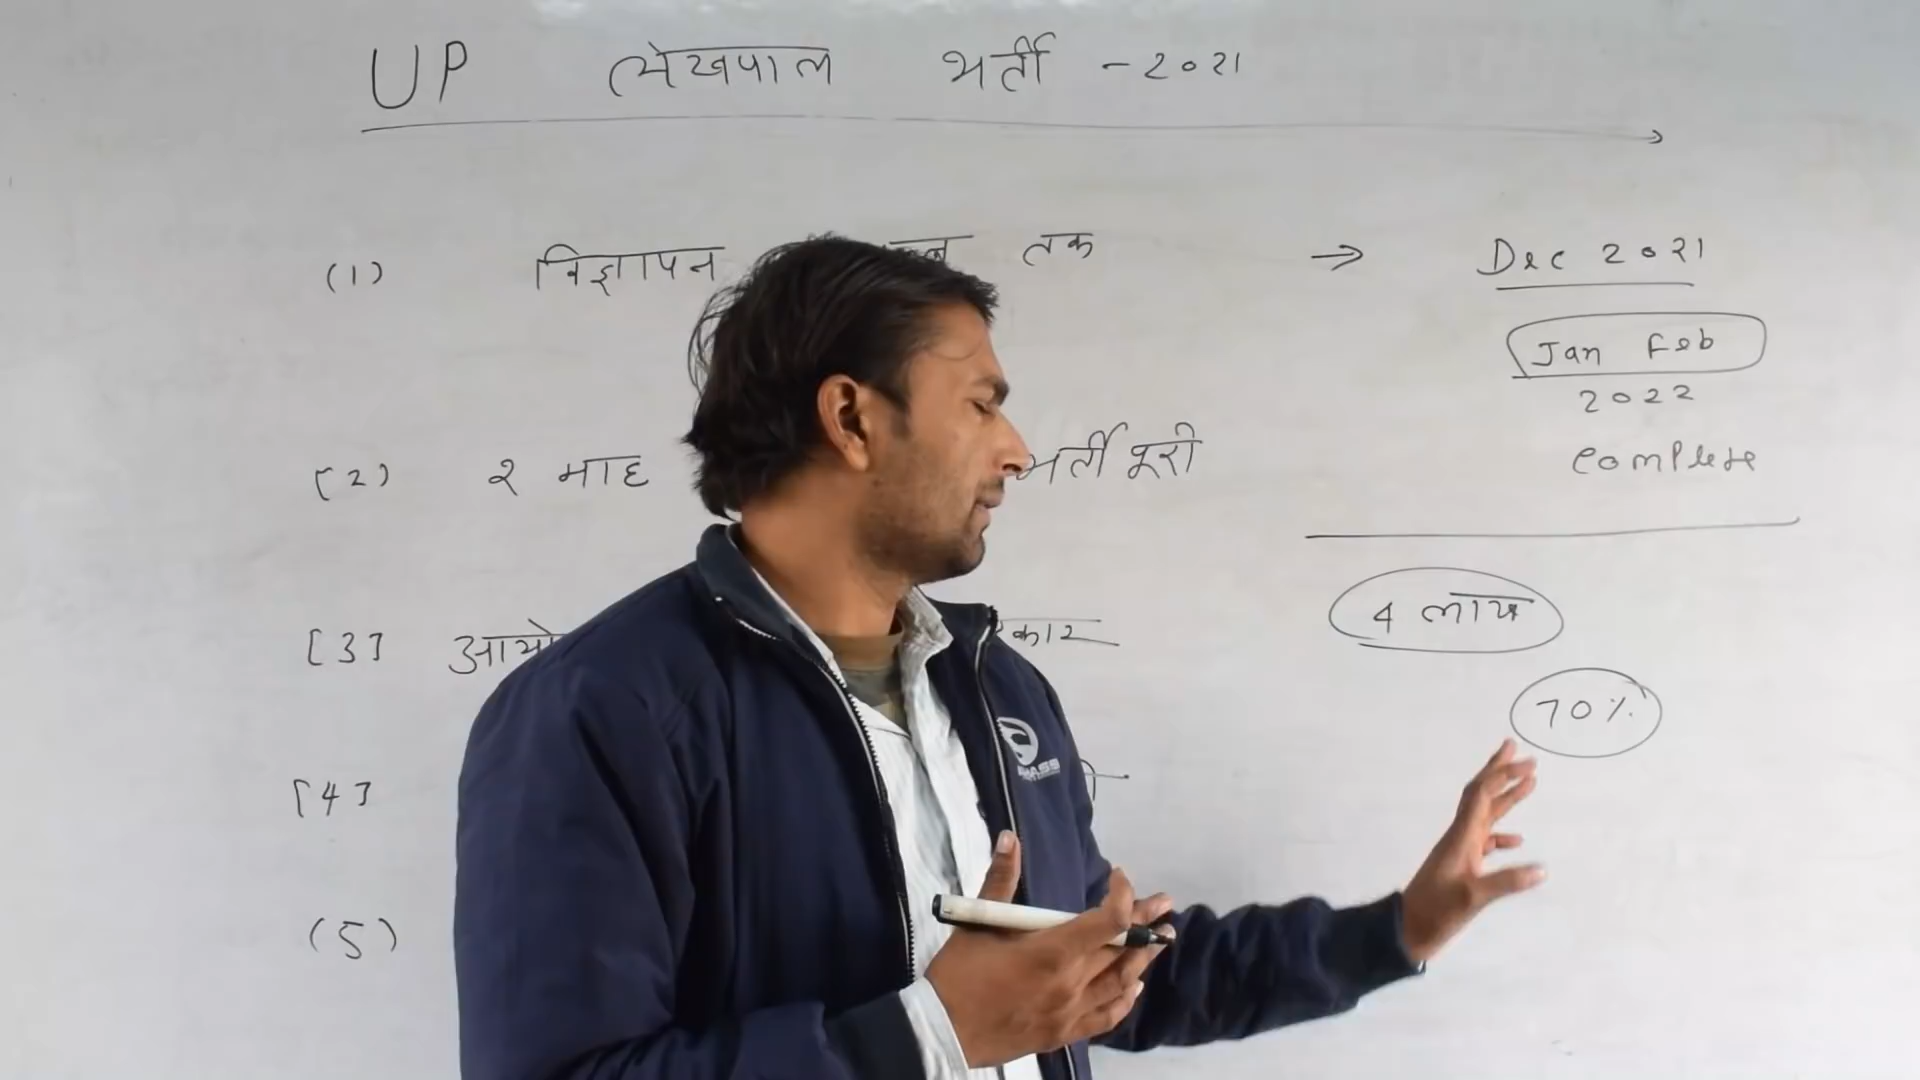 UP लेखपाल भर्ती - 2021
(1) विज्ञापन तक → Dec 2021
Jan Feb
2022
complete
(2) २ माह भर्ती पूरी
4 लाख
[3]
70%
[4]
(5)